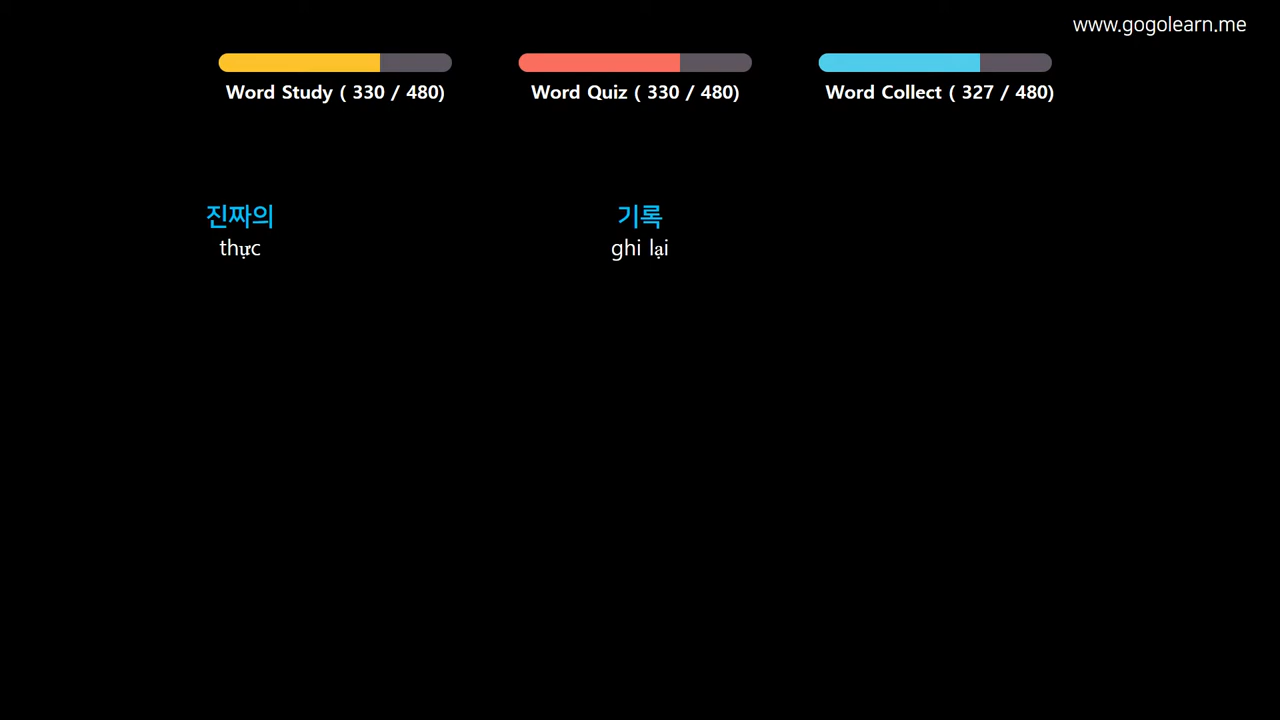 www.gogolearn.me
Word Study ( 330 / 480)
Word Quiz ( 330 / 480)
Word Collect ( 327 / 480)
진짜의
thực
기록
ghi lại